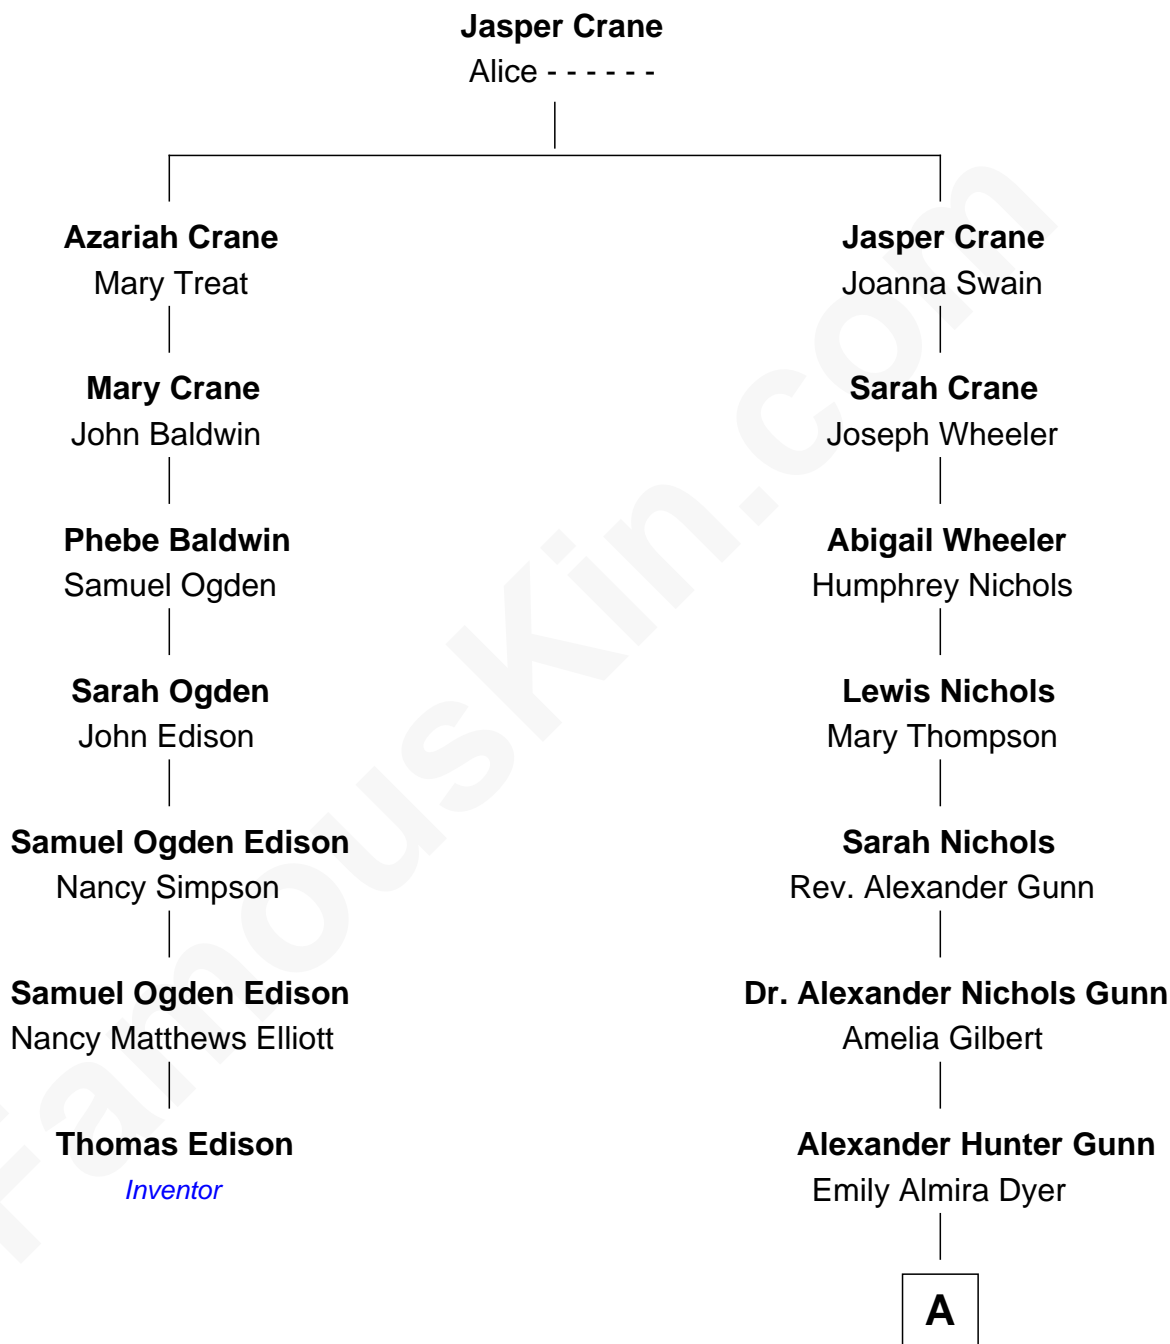 Jasper Crane
Alice - - - - - -
Azariah Crane
Mary Treat
Mary Crane
John Baldwin
Phebe Baldwin
Samuel Ogden
Sarah Ogden
John Edison
Samuel Ogden Edison
Nancy Simpson
Samuel Ogden Edison
Nancy Matthews Elliott
Thomas Edison
Inventor
Jasper Crane
Joanna Swain
Sarah Crane
Joseph Wheeler
Abigail Wheeler
Humphrey Nichols
Lewis Nichols
Mary Thompson
Sarah Nichols
Rev. Alexander Gunn
Dr. Alexander Nichols Gunn
Amelia Gilbert
Alexander Hunter Gunn
Emily Almira Dyer
A
FamousKin.com